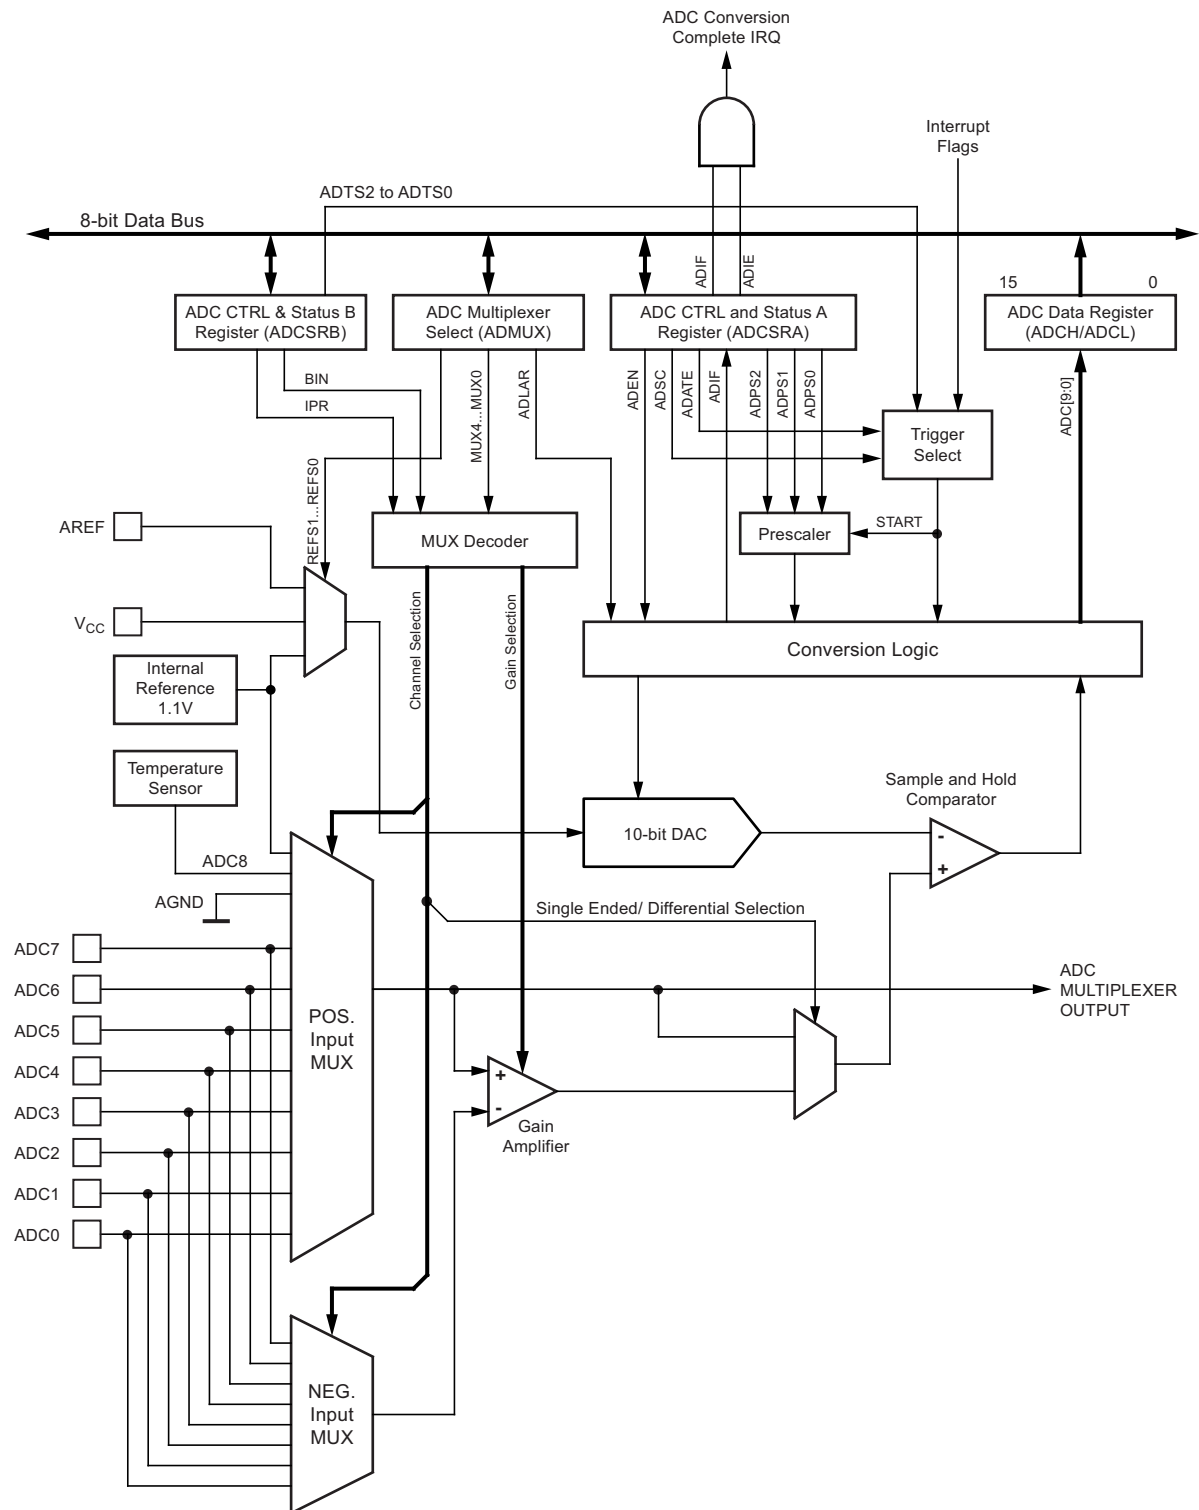 ADC Conversion
Complete IRQ
Interrupt
Flags
ADTS2 to ADTS0
8-bit Data Bus
ADIF
ADIE
15
0
ADC CTRL & Status B
Register (ADCSRB)
ADC Multiplexer
Select (ADMUX)
ADC CTRL and Status A
Register (ADCSRA)
ADC Data Register
(ADCH/ADCL)
BIN
IPR
REFS1...REFS0
MUX4...MUX0
ADLAR
ADEN
ADSC
ADATE
ADIF
ADPS2
ADPS1
ADPS0
ADC[9:0]
Trigger
Select
AREF
MUX Decoder
Prescaler
START
VCC
Channel Selection
Gain Selection
Conversion Logic
Internal
Reference
1.1V
Temperature
Sensor
Sample and Hold
Comparator
10-bit DAC
-
+
ADC8
AGND
Single Ended/ Differential Selection
ADC7
ADC6
ADC5
ADC4
ADC3
ADC2
ADC1
ADC0
POS.
Input
MUX
ADC
MULTIPLEXER
OUTPUT
+
-
Gain
Amplifier
NEG.
Input
MUX